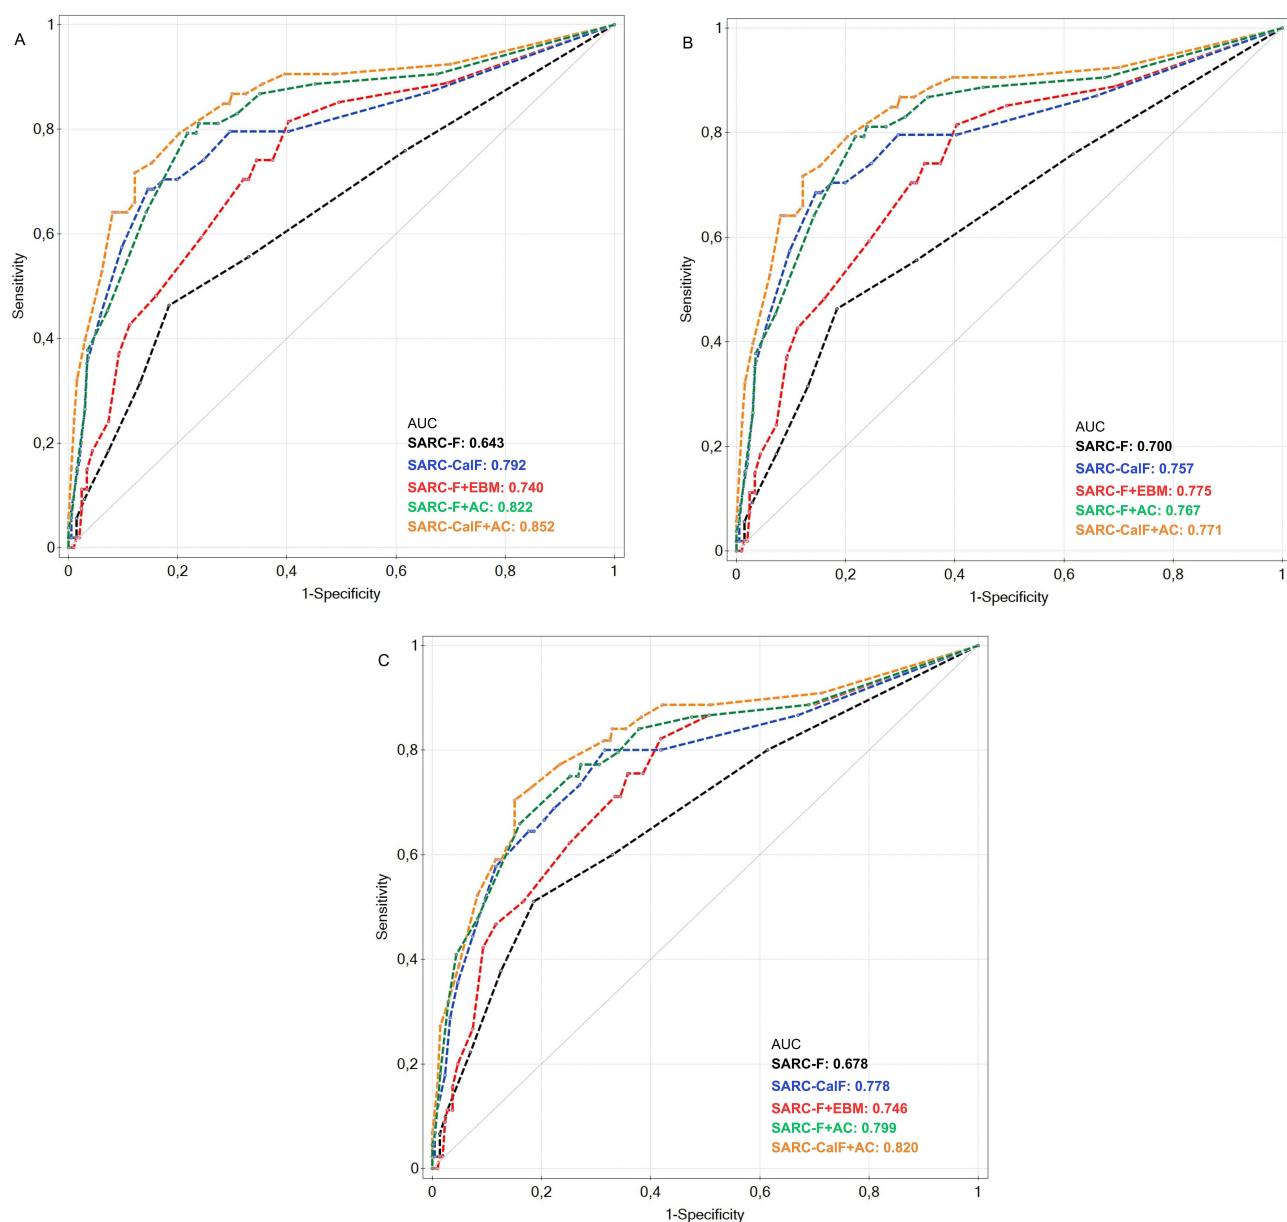 A
1
0,8
0,6
0,4
0,2
0
Sensitivity
AUC
SARC-F: 0.643
SARC-CalF: 0.792
SARC-F+EBM: 0.740
SARC-F+AC: 0.822
SARC-CalF+AC: 0.852
0 0,2 0,4 0,6 0,8 1
1-Specificity
B
1
0,8
0,6
0,4
0,2
0
Sensitivity
AUC
SARC-F: 0.700
SARC-CalF: 0.757
SARC-F+EBM: 0.775
SARC-F+AC: 0.767
SARC-CalF+AC: 0.771
0 0,2 0,4 0,6 0,8 1
1-Specificity
C
1
0,8
0,6
0,4
0,2
0
Sensitivity
AUC
SARC-F: 0.678
SARC-CalF: 0.778
SARC-F+EBM: 0.746
SARC-F+AC: 0.799
SARC-CalF+AC: 0.820
0 0,2 0,4 0,6 0,8 1
1-Specificity